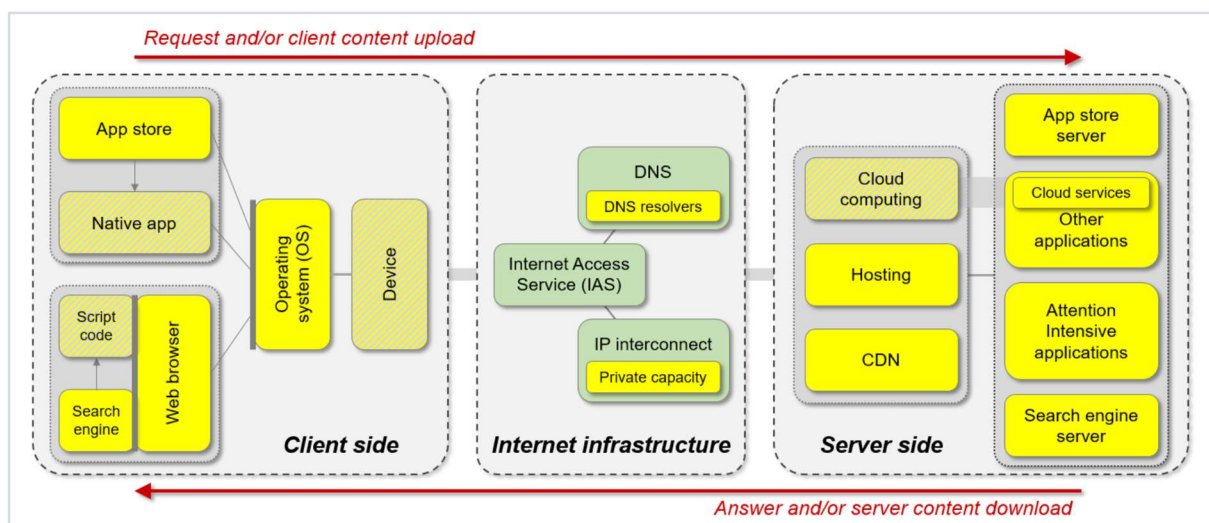 Request and/or client content upload
App store
Native app
Script
code
Search
engine
Web browser
Operating
system (OS)
Device
Client side
DNS
DNS resolvers
Internet Access
Service (IAS)
IP interconnect
Private capacity
Internet infrastructure
Cloud
computing
Hosting
CDN
Server side
App store
server
Cloud services
Other
applications
Attention
Intensive
applications
Search engine
server
Answer and/or server content download